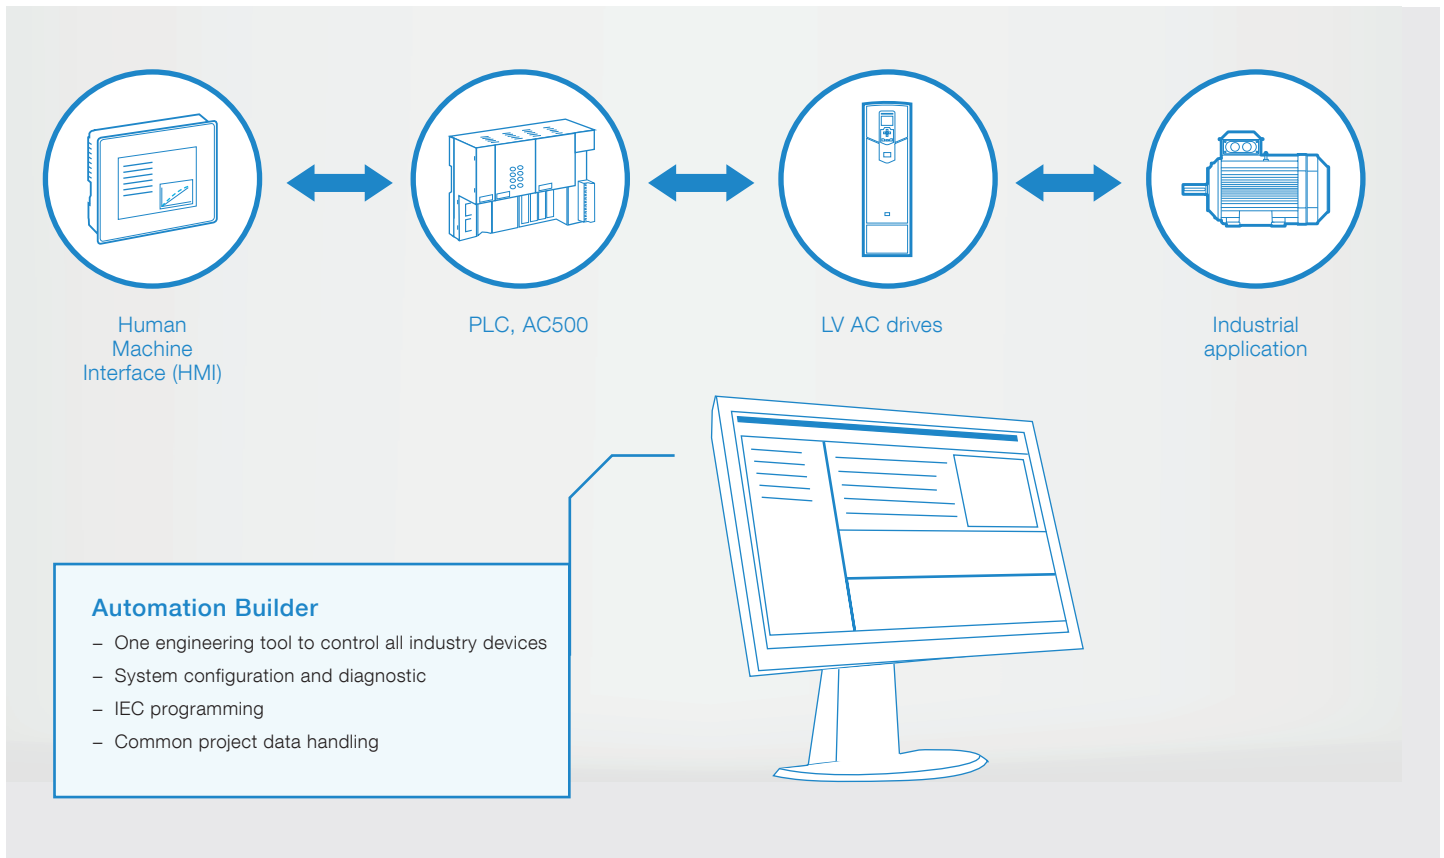 Human
Machine
Interface (HMI)
PLC, AC500
LV AC drives
Industrial
application
Automation Builder
– One engineering tool to control all industry devices
– System configuration and diagnostic
– IEC programming
– Common project data handling